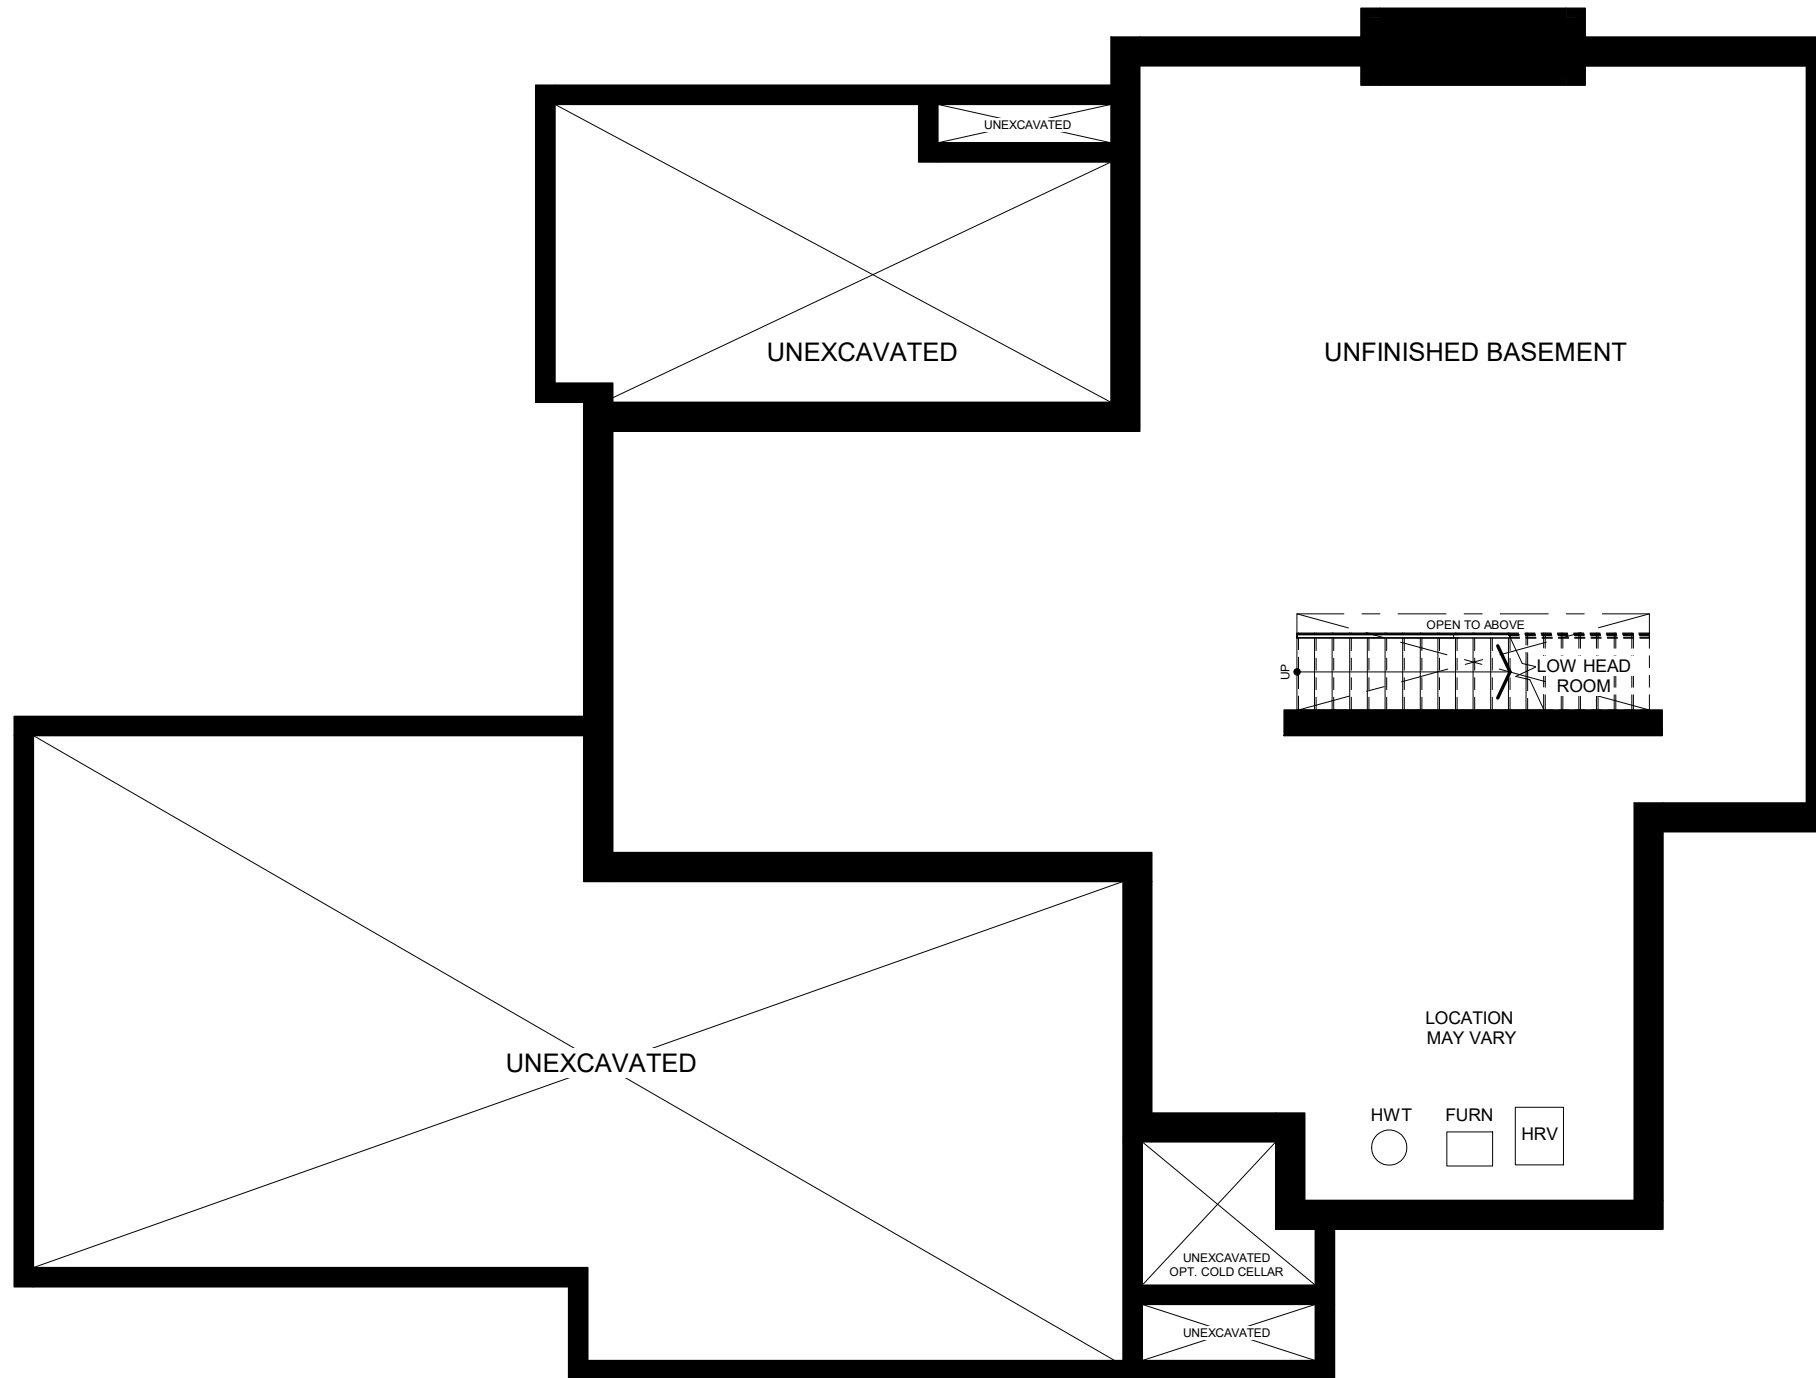 UNEXCAVATED
UNEXCAVATED
UNFINISHED BASEMENT
OPEN TO ABOVE
UP
LOW HEAD
ROOM
UNEXCAVATED
LOCATION
MAY VARY
HWT
FURN
HRV
UNEXCAVATED
OPT. COLD CELLAR
UNEXCAVATED